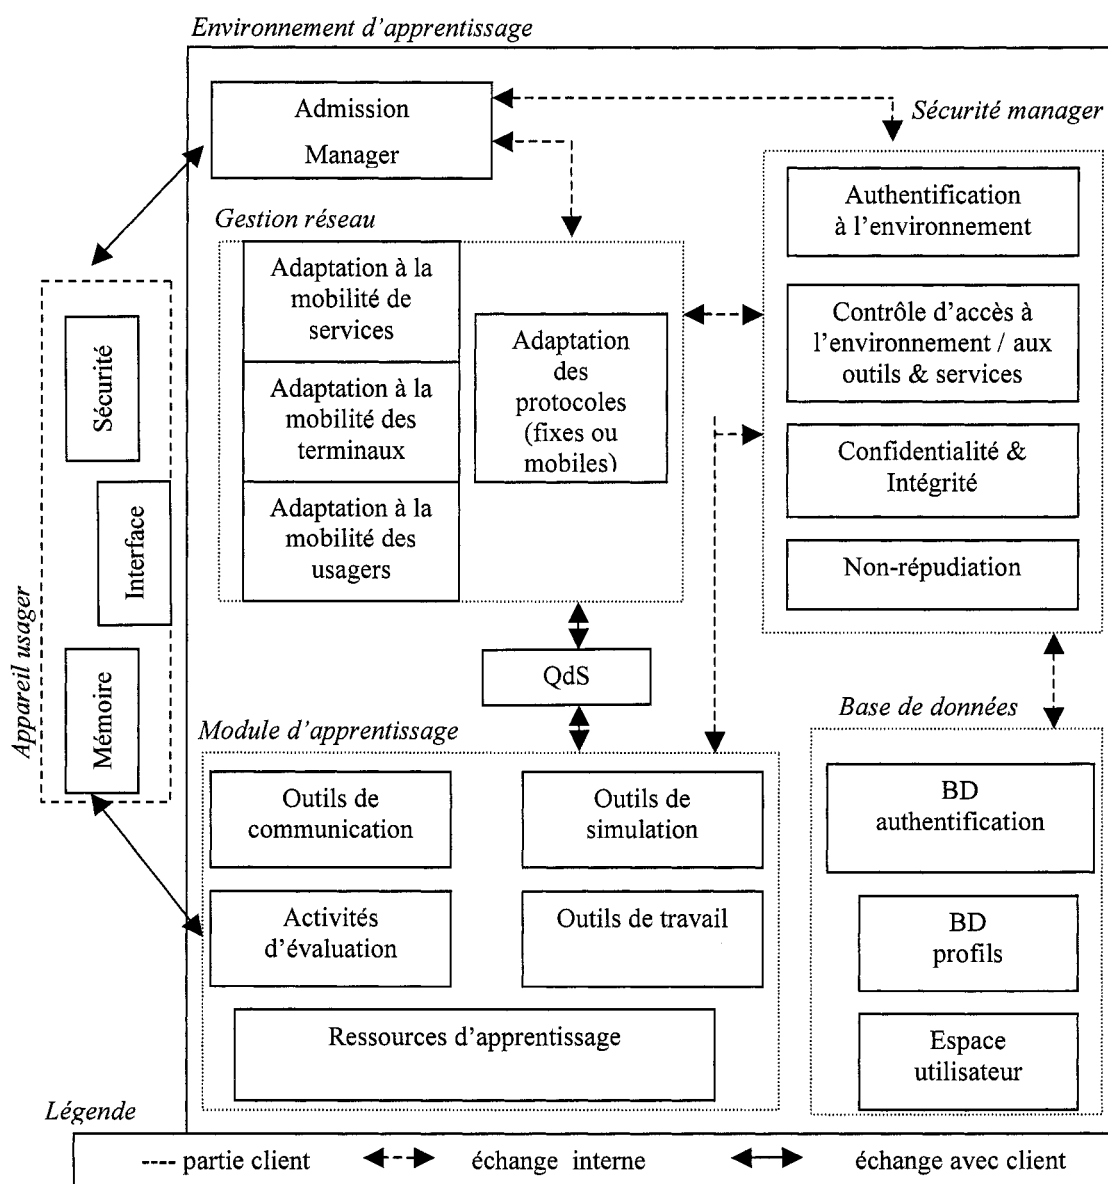 Environnement d'apprentissage
Admission
Manager
Sécurité manager
Authentification
à l'environnement
Gestion réseau
Adaptation à la
mobilité de
services
Adaptation
des
protocoles
(fixes ou
mobiles)
Contrôle d'accès à
l'environnement / aux
outils & services
Sécurité
Adaptation à la
mobilité des
terminaux
Confidentialité &
Intégrité
Interface
Adaptation à la
mobilité des
usagers
Non-répudiation
Appareil usager
Mémoire
QdS
Module d'apprentissage
Base de données
Outils de
communication
Outils de
simulation
BD
authentification
Activités
d'évaluation
Outils de travail
BD
profils
Ressources d'apprentissage
Espace
utilisateur
Légende
---- partie client
échange interne
échange avec client